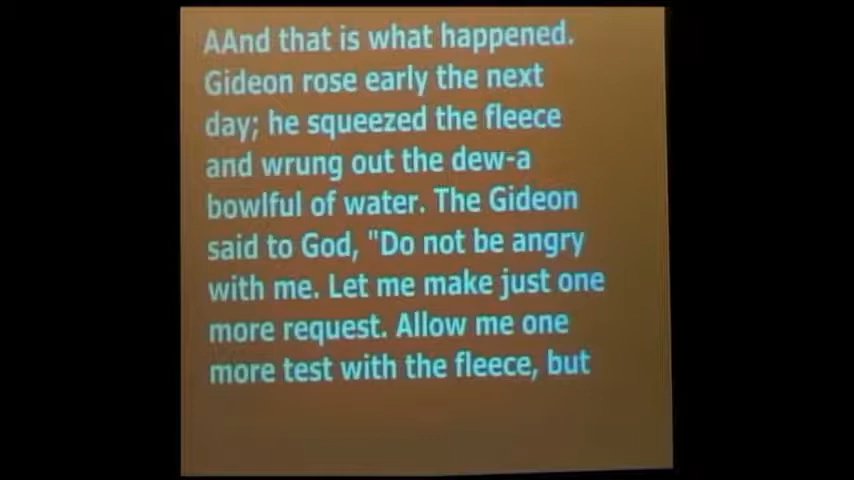 AAnd that is what happened.
Gideon rose early the next
day; he squeezed the fleece
and wrung out the dew-a
bowlful of water. The Gideon
said to God, "Do not be angry
with me. Let me make just one
more request. Allow me one
more test with the fleece, but